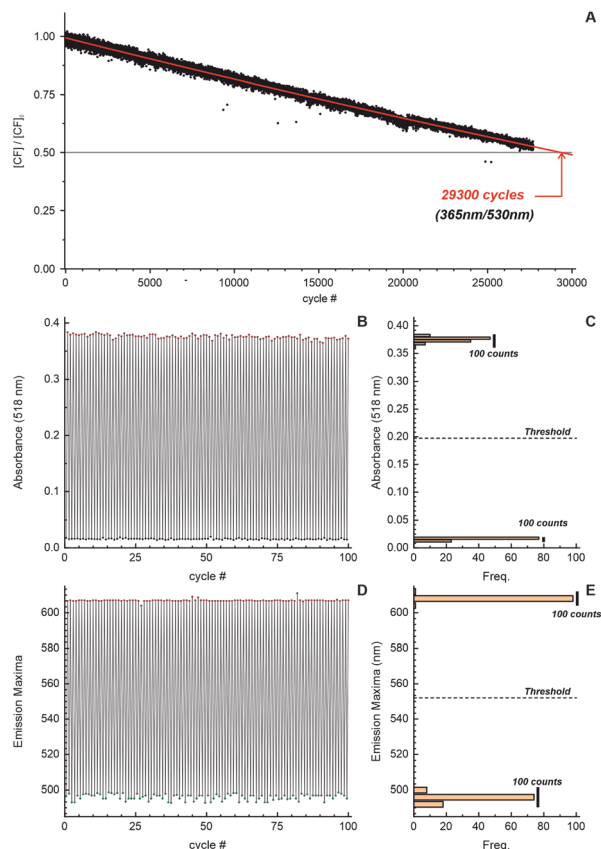 A
1.00
0.75
0.50
0.25
0.00
[CF] / [CF]₀
29300 cycles
(365nm/530nm)
0 5000 10000 15000 20000 25000 30000
cycle #
B
0.4
0.3
0.2
0.1
0.0
Absorbance (518 nm)
0 25 50 75 100
cycle #
C
0.40
0.35
0.30
0.25
0.20
0.15
0.10
0.05
0.00
Absorbance (518 nm)
100 counts
Threshold
100 counts
0 20 40 60 80 100
Freq.
D
600
580
560
540
520
500
Emission Maxima
0 25 50 75 100
cycle #
E
600
580
560
540
520
500
Emission Maxima (nm)
100 counts
Threshold
100 counts
0 20 40 60 80 100
Freq.